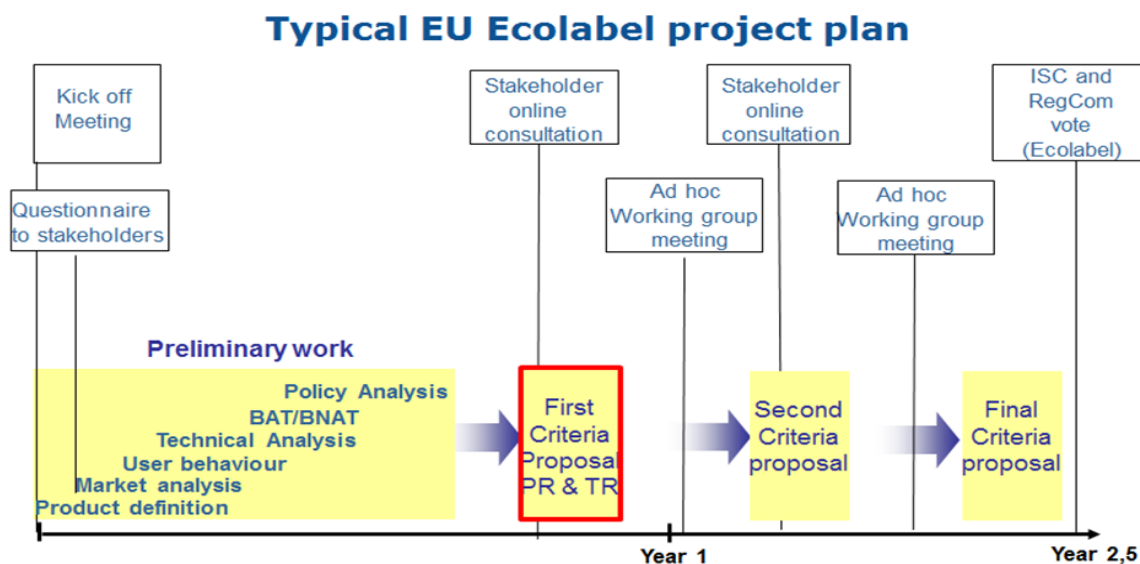 Typical EU Ecolabel project plan
Kick off
Meeting
Questionnaire
to stakeholders
Stakeholder
online
consultation
Ad hoc
Working group
meeting
Stakeholder
online
consultation
Ad hoc
Working group
meeting
ISC and
RegCom
vote
(Ecolabel)
Preliminary work
Policy Analysis
BAT/BNAT
Technical Analysis
User behaviour
Market analysis
Product definition
First
Criteria
Proposal
PR & TR
Second
Criteria
proposal
Final
Criteria
proposal
Year 1
Year 2,5